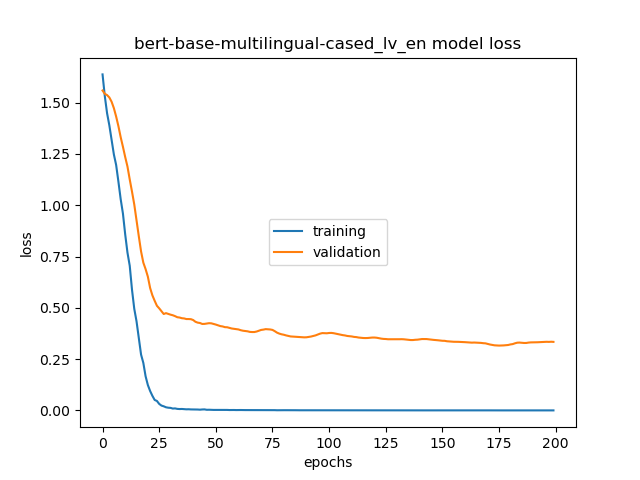 bert-base-multilingual-cased_lv_en model loss
loss
1.50
1.25
1.00
0.75
0.50
0.25
0.00
training
validation
0 25 50 75 100 125 150 175 200
epochs